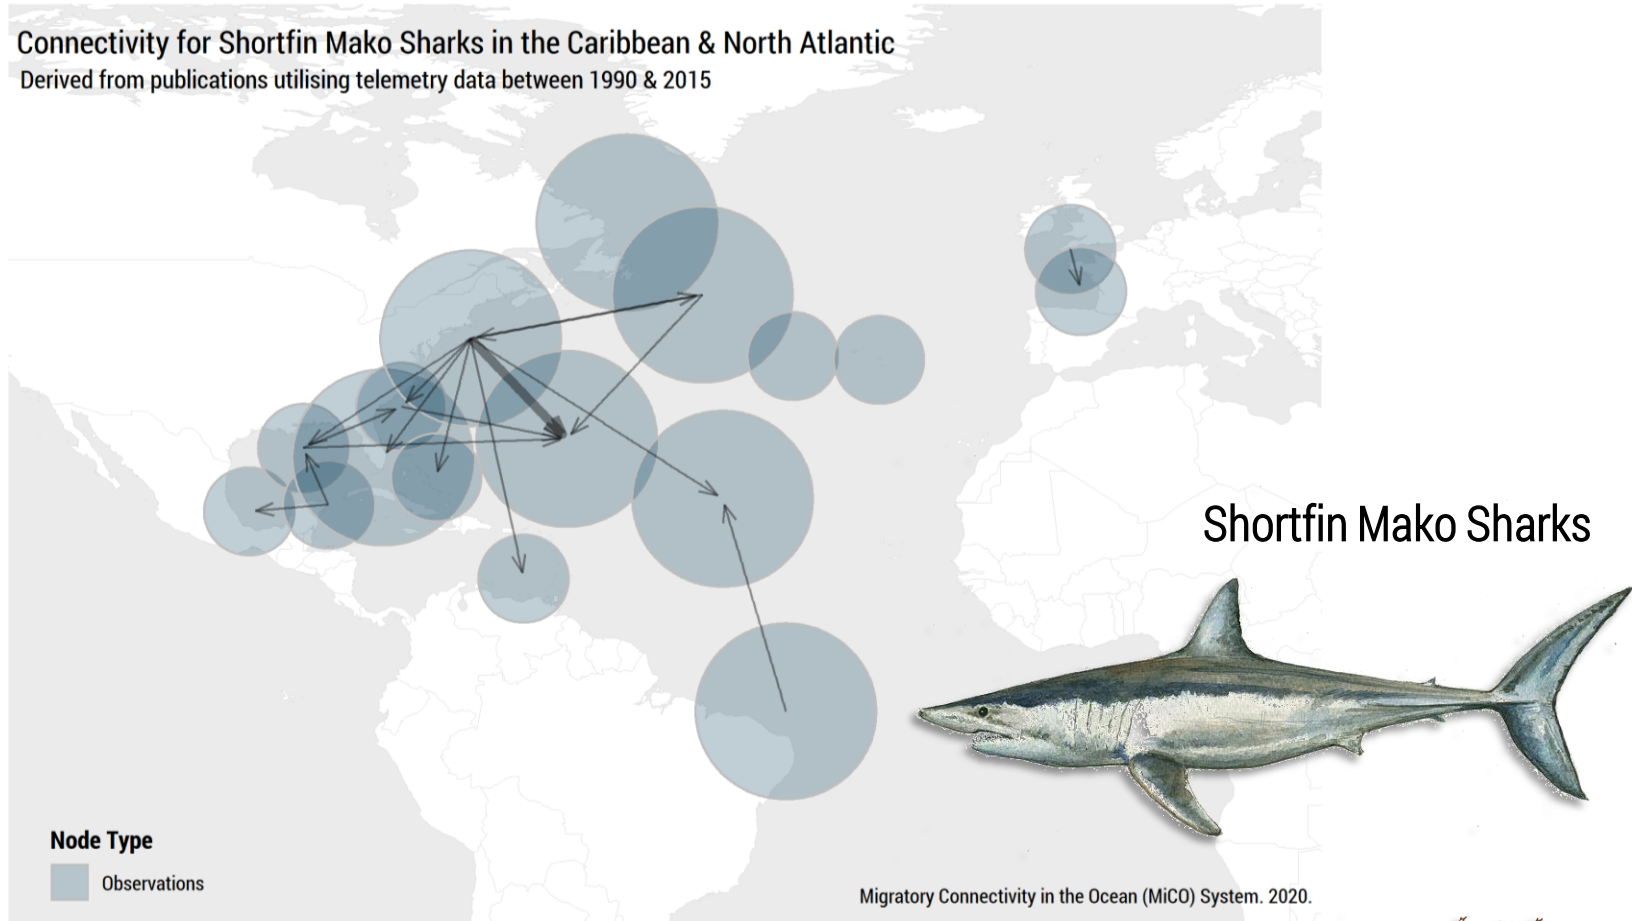 Connectivity for Shortfin Mako Sharks in the Caribbean & North Atlantic
Derived from publications utilising telemetry data between 1990 & 2015
Shortfin Mako Sharks
Node Type
Observations
Migratory Connectivity in the Ocean (MiCO) System. 2020.